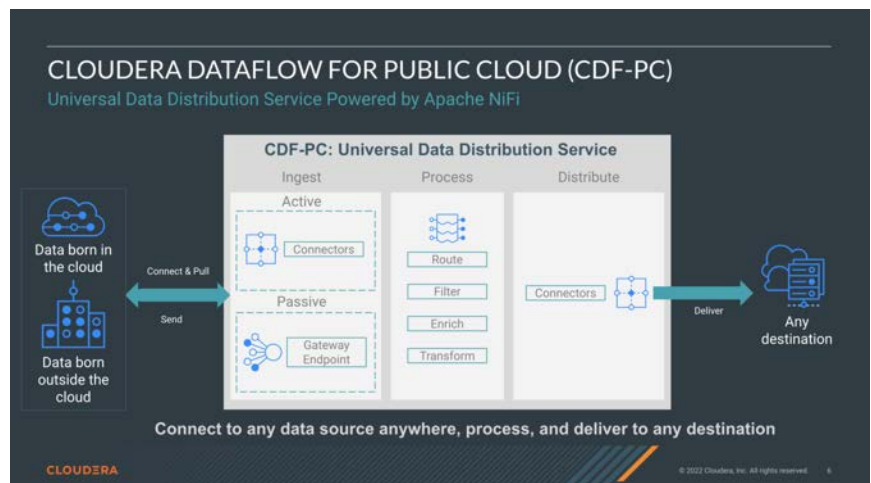 CLOUDERA DATAFLOW FOR PUBLIC CLOUD (CDF-PC)
Universal Data Distribution Service Powered by Apache NiFi
CDF-PC: Universal Data Distribution Service
Ingest
Process
Distribute
Active
Connectors
Passive
Gateway
Endpoint
Route
Filter
Enrich
Transform
Connectors
Data born in
the cloud
Data born
outside the
cloud
Connect & Pull
Send
Deliver
Any
destination
Connect to any data source anywhere, process, and deliver to any destination
CLOUDERA
© 2022 Cloudera, Inc. All rights reserved.
6